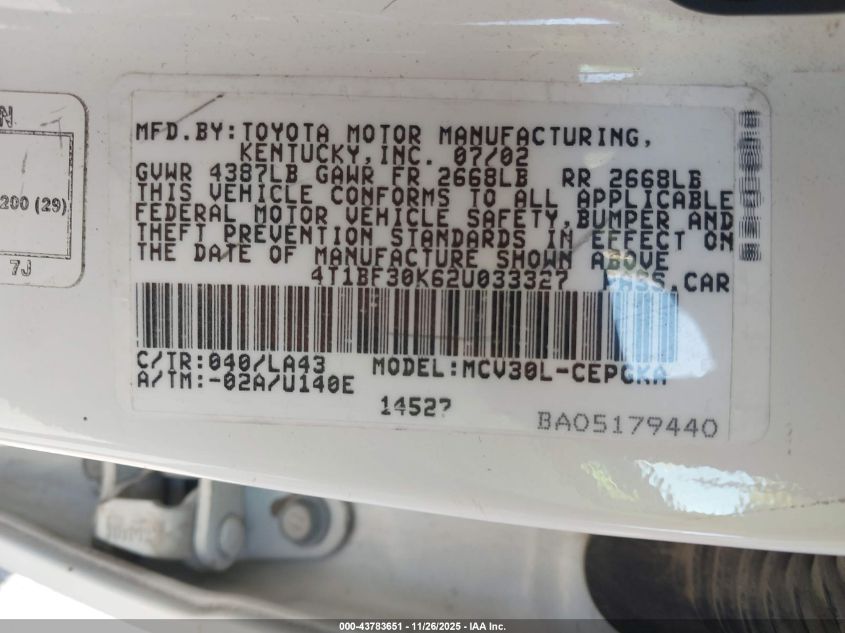 N
200 (29)
7J
MFD.BY:TOYOTA MOTOR MANUFACTURING,
KENTUCKY,INC. 07/02
GVWR 4387LB GAWR FR 2668LB RR 2668LB
THIS VEHICLE CONFORMS TO ALL APPLICABLE
FEDERAL MOTOR VEHICLE SAFETY,BUMPER AND
THEFT PREVENTION STANDARDS IN EFFECT ON
THE DATE OF MANUFACTURE SHOWN ABOVE
4T1BF30K62U033327 PASS.CAR
C/TR:040/LA43 MODEL:MCV30L-CEPGKA
A/TM:-02A/U140E
14527
BA05179440
000-43783651 | 11/26/2025 - IAA Inc.